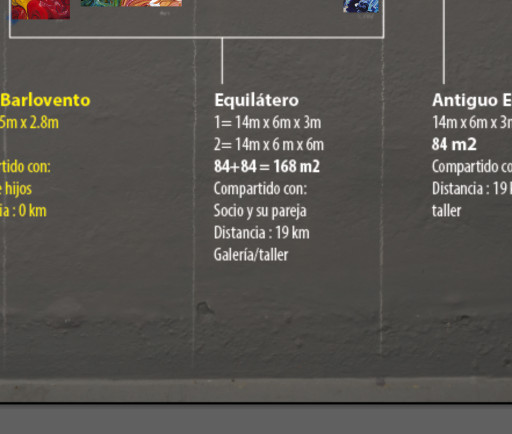 Barlovento
5m x 2.8m
tido con:
hijos
ia : 0 km
Equilátero
1= 14m x 6m x 3m
2= 14m x 6 m x 6m
84+84 = 168 m2
Compartido con:
Socio y su pareja
Distancia : 19 km
Galería/taller
Antiguo E
14m x 6m x 3m
84 m2
Compartido co
Distancia : 19
taller